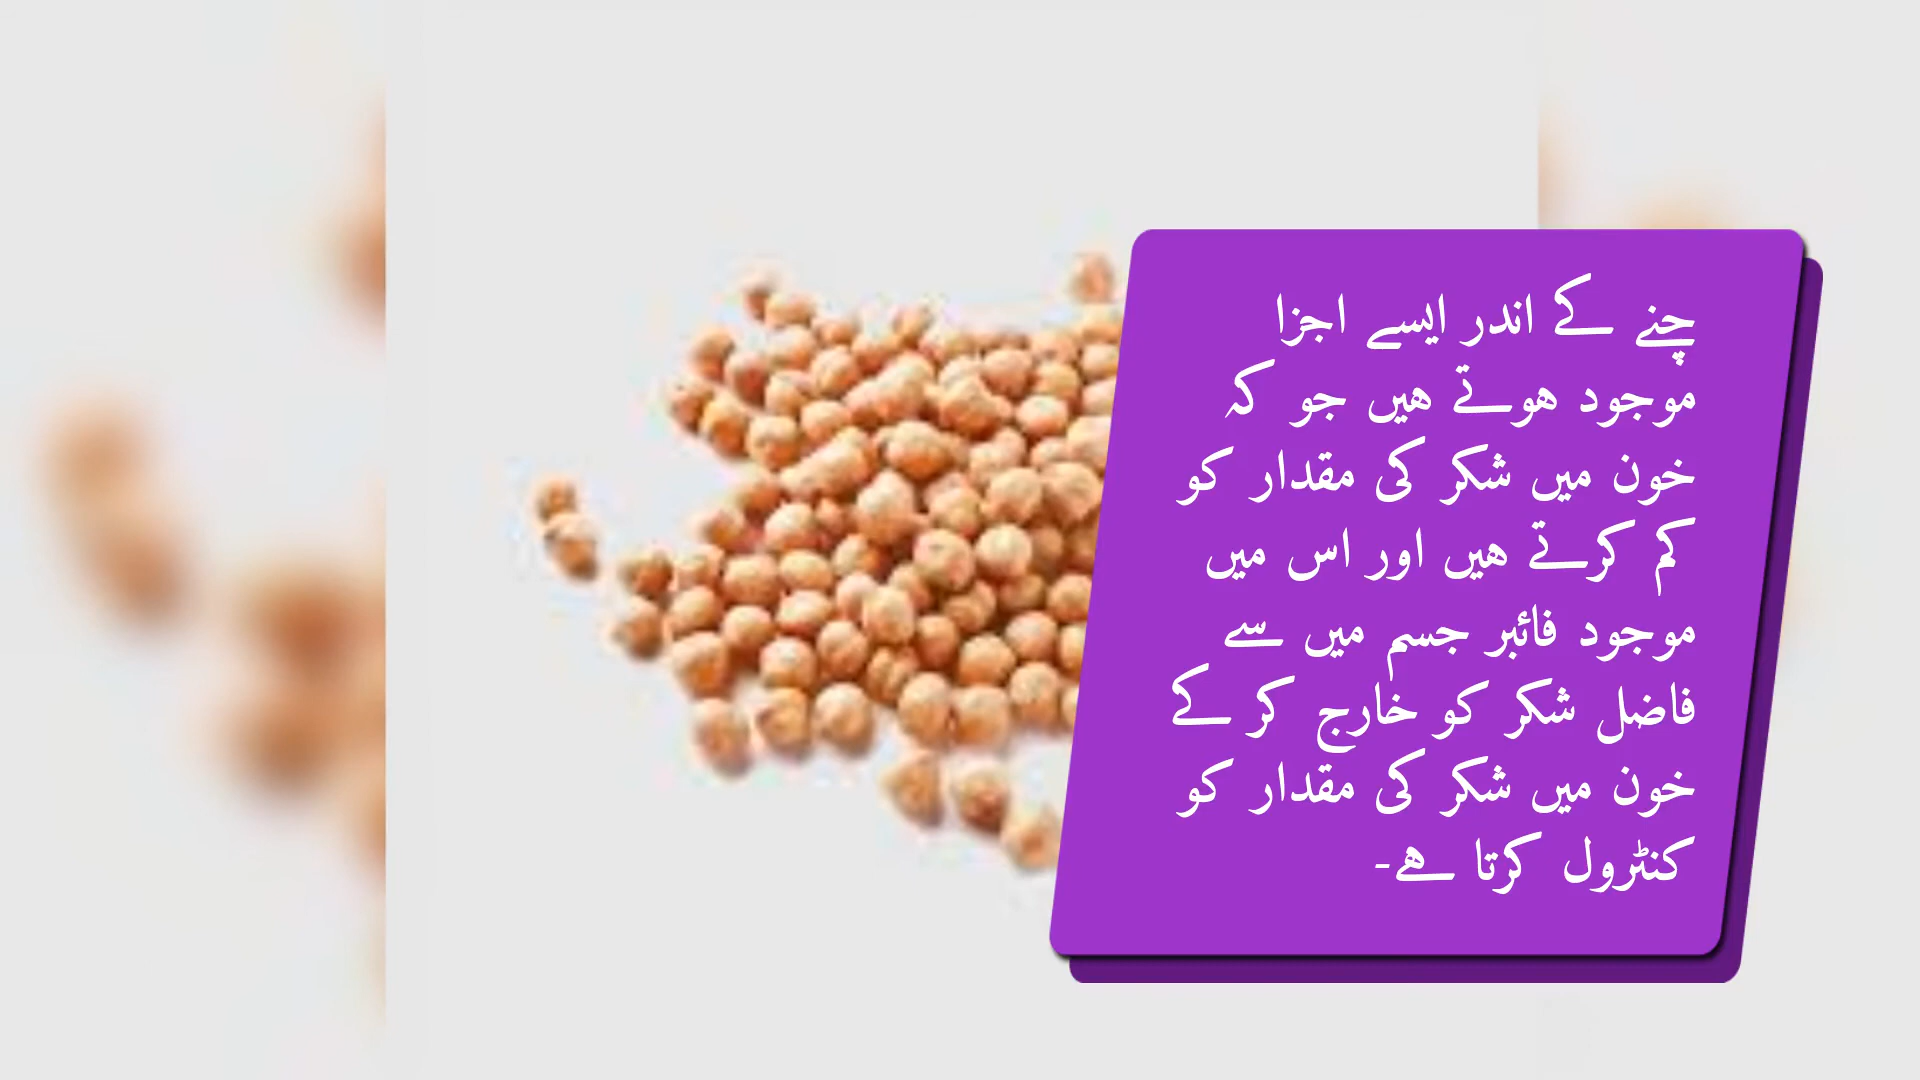 چنے کے اندر ایسے اجزا
موجود ہوتے ہیں جو کہ
خون میں شکر کی مقدار کو
کم کرتے ہیں اور اس میں
موجود فائبر جسم میں سے
فاضل شکر کو خارج کر کے
خون میں شکر کی مقدار کو
کنٹرول کرتا ہے-